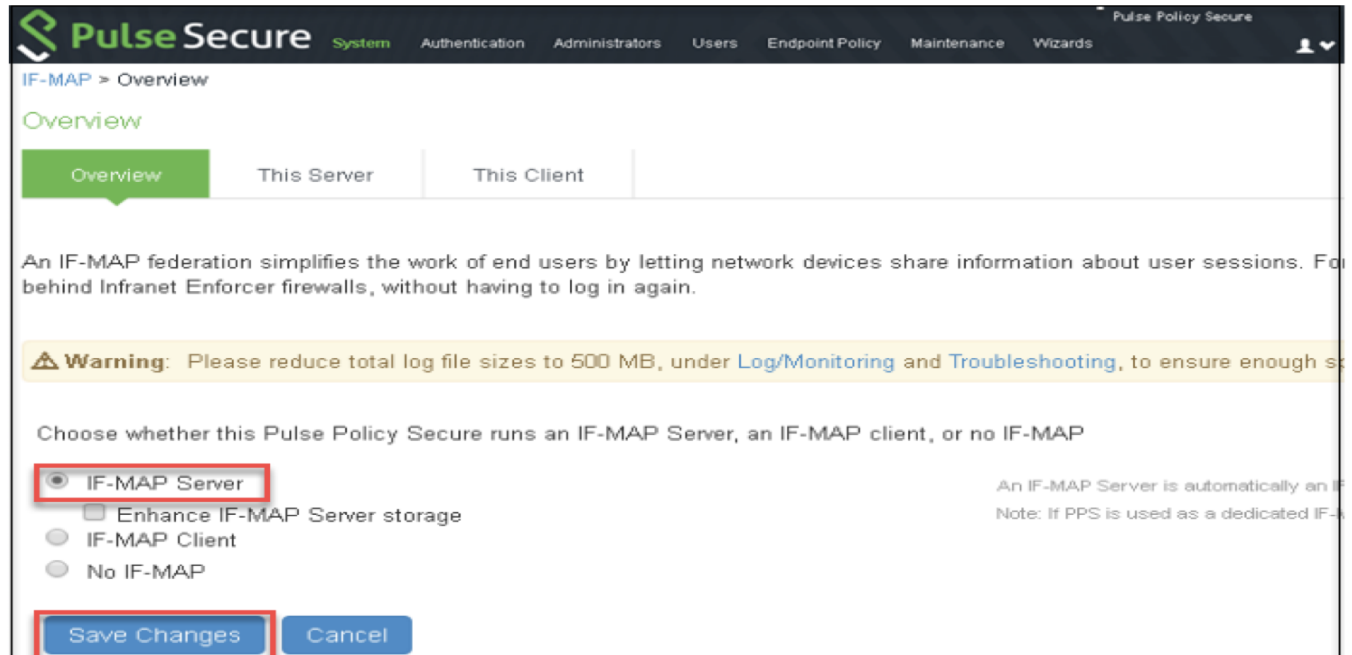 Pulse Policy Secure
Pulse Secure System Authentication Administrators Users Endpoint Policy Maintenance Wizards
IF-MAP > Overview
Overview
Overview This Server This Client
An IF-MAP federation simplifies the work of end users by letting network devices share information about user sessions.
behind Infranet Enforcer firewalls, without having to log in again.
Warning: Please reduce total log file sizes to 500 MB, under Log/Monitoring and Troubleshooting, to ensure enough
Choose whether this Pulse Policy Secure runs an IF-MAP Server, an IF-MAP client, or no IF-MAP
IF-MAP Server An IF-MAP Server is automatically an
Enhance IF-MAP Server storage Note: If PPS is used as a dedicated
IF-MAP Client
No IF-MAP
Save Changes Cancel